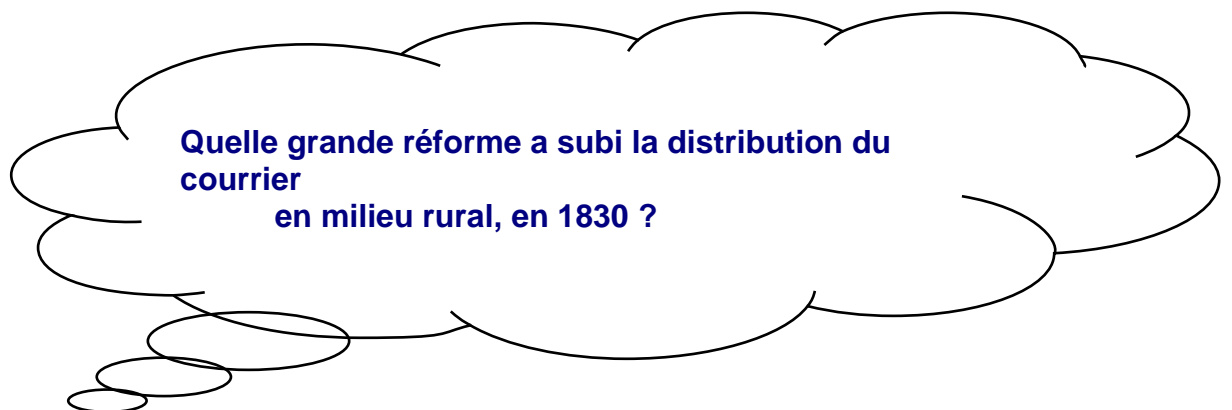 Quelle grande réforme a subi la distribution du
courrier
en milieu rural, en 1830 ?